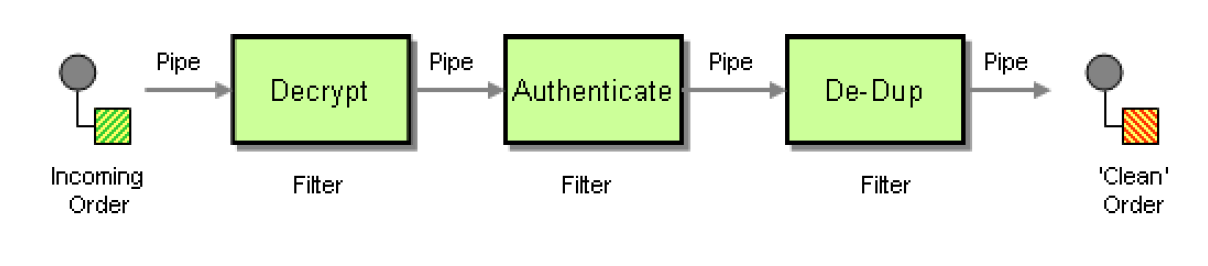 Pipe
Pipe
Pipe
Pipe
Decrypt
Authenticate
De-Dup
Incoming
Order
Filter
Filter
Filter
'Clean'
Order